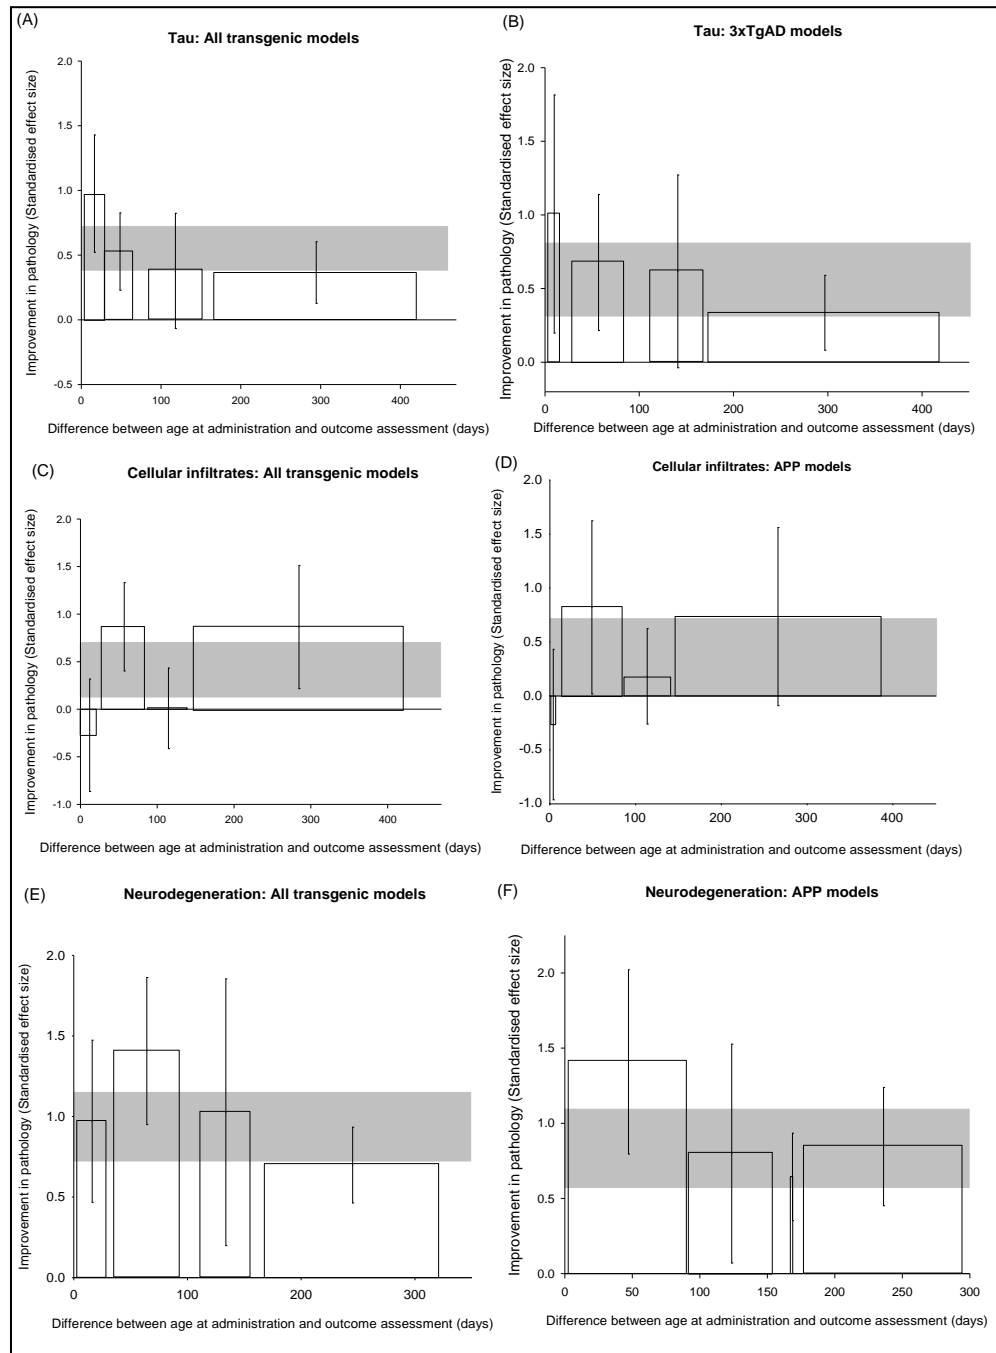 (A)
Tau: All transgenic models
Improvement in pathology (Standardised effect size)
2.0
1.5
1.0
0.5
0.0
-0.5
0 100 200 300 400
Difference between age at administration and outcome assessment (days)
(B)
Tau: 3xTgAD models
Improvement in pathology (Standardised effect size)
2.0
1.5
1.0
0.5
0.0
0 100 200 300 400
Difference between age at administration and outcome assessment (days)
(C)
Cellular infiltrates: All transgenic models
Improvement in pathology (Standardised effect size)
2.0
1.5
1.0
0.5
0.0
-0.5
-1.0
0 100 200 300 400
Difference between age at administration and outcome assessment (days)
(D)
Cellular infiltrates: APP models
Improvement in pathology (Standardised effect size)
2.0
1.5
1.0
0.5
0.0
-0.5
-1.0
0 100 200 300 400
Difference between age at administration and outcome assessment (days)
(E)
Neurodegeneration: All transgenic models
Improvement in pathology (Standardised effect size)
2.0
1.5
1.0
0.5
0.0
0 100 200 300
Difference between age at administration and outcome assessment (days)
(F)
Neurodegeneration: APP models
Improvement in pathology (Standardised effect size)
2.0
1.5
1.0
0.5
0.0
0 50 100 150 200 250 300
Difference between age at administration and outcome assessment (days)